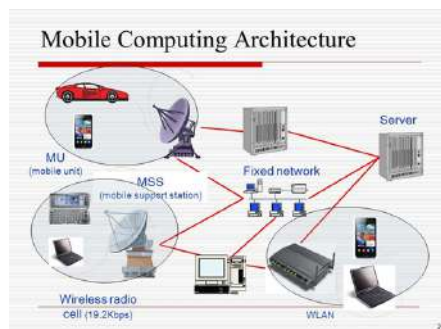 Mobile Computing Architecture
Server
MU
(mobile unit)
Fixed network
MSS
(mobile support station)
Wireless radio
cell (19.2Kbps)
WLAN
2